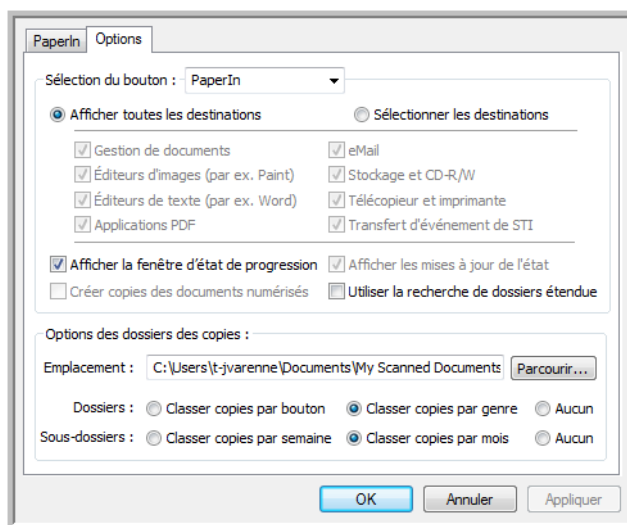 PaperIn Options
Sélection du bouton : PaperIn
Afficher toutes les destinations Sélectionner les destinations
Gestion de documents eMail
Éditeurs d'images (par ex. Paint) Stockage et CD-R/W
Éditeurs de texte (par ex. Word) Télécopieur et imprimante
Applications PDF Transfert d'événement de STI
Afficher la fenêtre d'état de progression Afficher les mises à jour de l'état
Créer copies des documents numérisés Utiliser la recherche de dossiers étendue
Options des dossiers des copies :
Emplacement : C:\Users\t-jvarenne\Documents\My Scanned Documents Parcourir...
Dossiers : Classer copies par bouton Classer copies par genre Aucun
Sous-dossiers : Classer copies par semaine Classer copies par mois Aucun
OK Annuler Appliquer